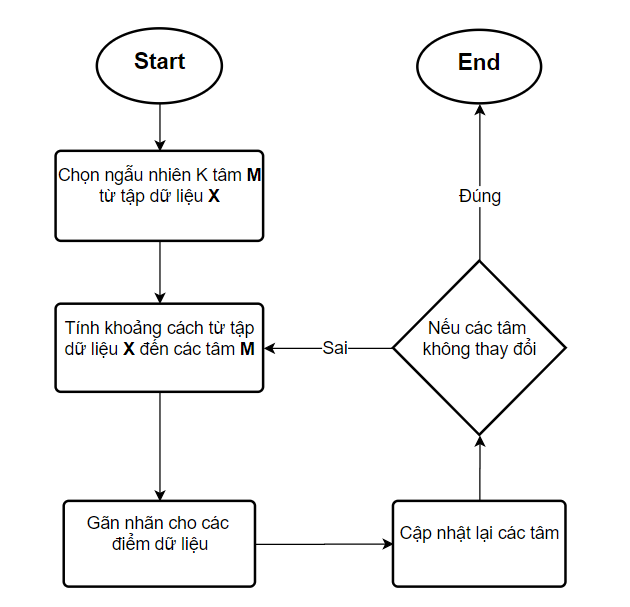 Start
Chọn ngẫu nhiên K tâm M
từ tập dữ liệu X
Tính khoảng cách từ tập
dữ liệu X đến các tâm M
Gãn nhãn cho các
điểm dữ liệu
Cập nhật lại các tâm
Nếu các tâm
không thay đổi
Sai
Đúng
End